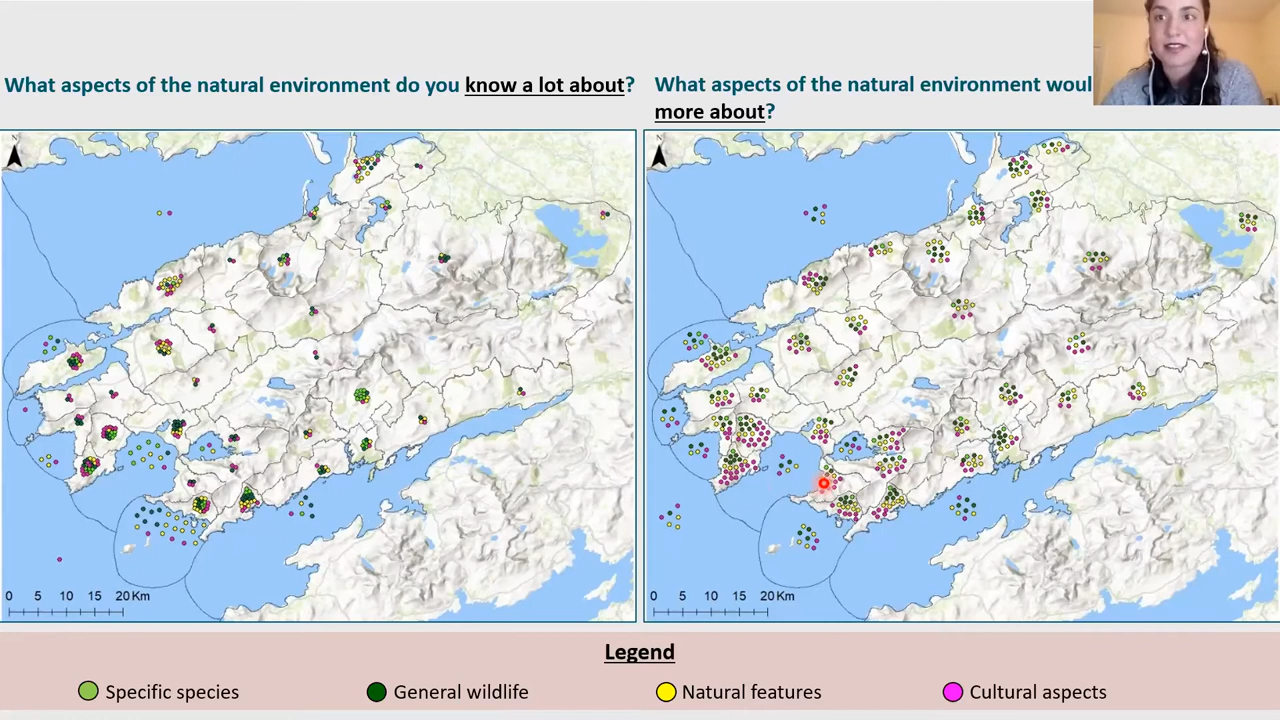 What aspects of the natural environment do you know a lot about?
What aspects of the natural environment woul
more about?
0 5 10 15 20 Km
0 5 10 15 20 Km
Legend
Specific species
General wildlife
Natural features
Cultural aspects